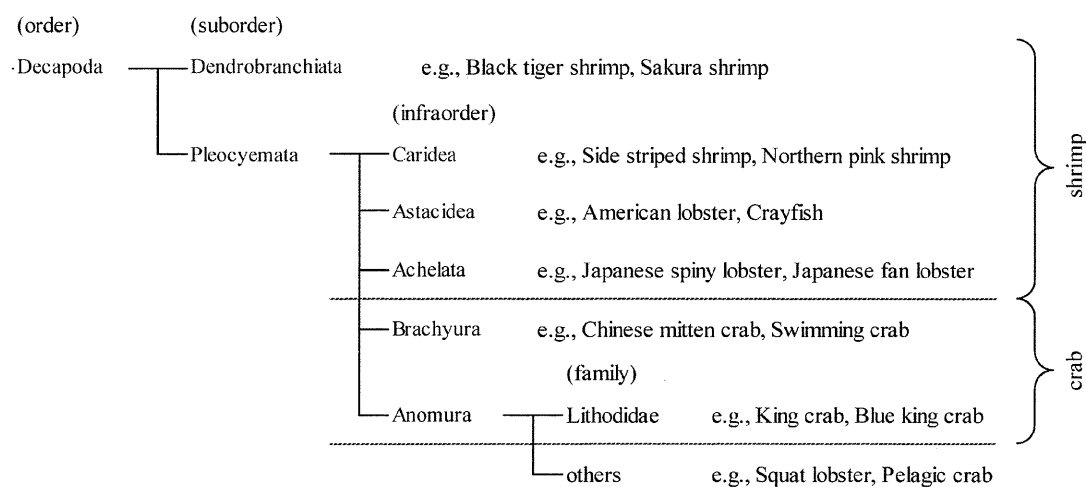 (order) (suborder)
Decapoda Dendrobranchiata e.g., Black tiger shrimp, Sakura shrimp
(infraorder)
Pleocyemata Caridea e.g., Side striped shrimp, Northern pink shrimp
Astacidea e.g., American lobster, Crayfish
Achelata e.g., Japanese spiny lobster, Japanese fan lobster
shrimp
Brachyura e.g., Chinese mitten crab, Swimming crab
(family)
Anomura Lithodidae e.g., King crab, Blue king crab
crab
others e.g., Squat lobster, Pelagic crab